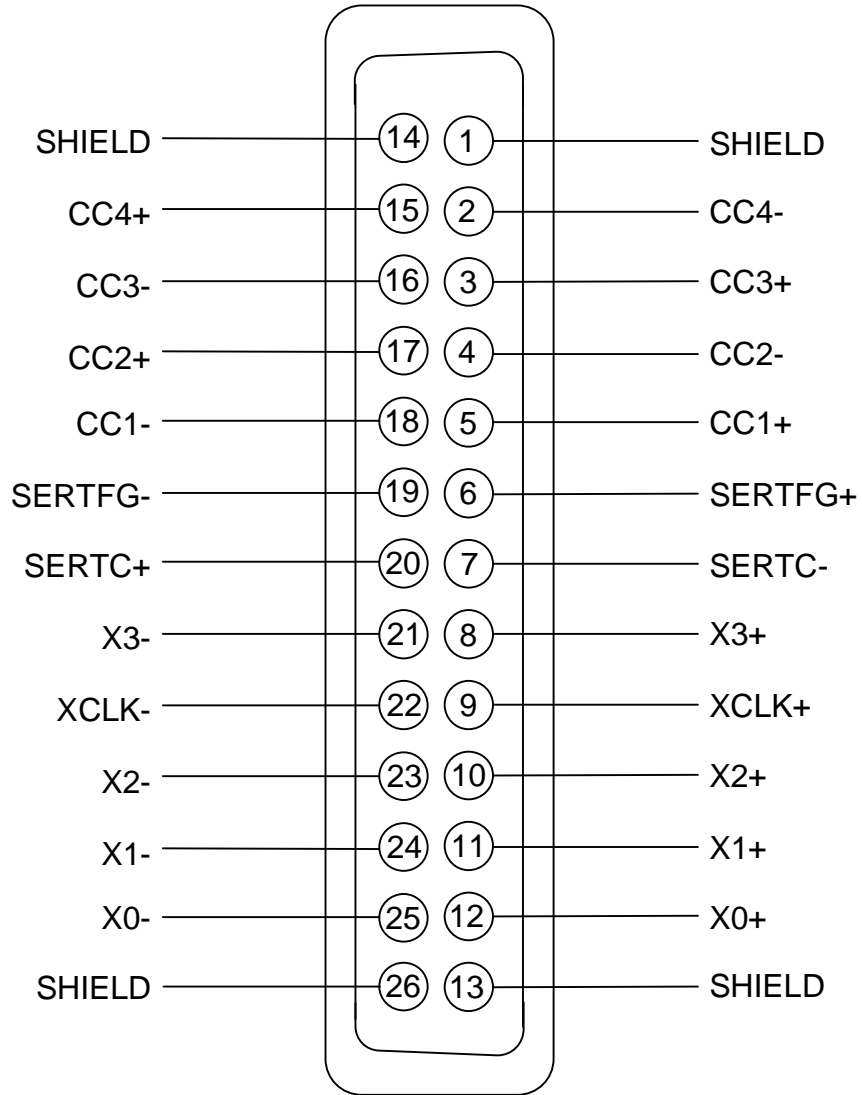 SHIELD 14 1 SHIELD
CC4+ 15 2 CC4-
CC3- 16 3 CC3+
CC2+ 17 4 CC2-
CC1- 18 5 CC1+
SERTFG- 19 6 SERTFG+
SERTC+ 20 7 SERTC-
X3- 21 8 X3+
XCLK- 22 9 XCLK+
X2- 23 10 X2+
X1- 24 11 X1+
X0- 25 12 X0+
SHIELD 26 13 SHIELD